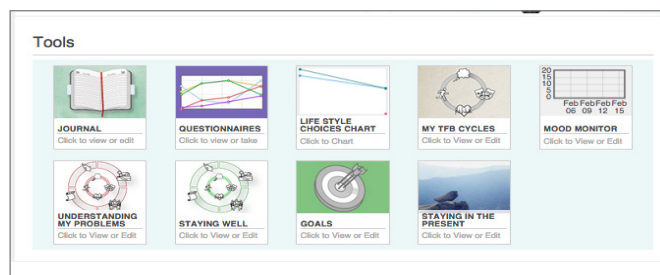 Tools
JOURNAL
Click to view or edit
QUESTIONNAIRES
Click to view or take
LIFE STYLE
CHOICES CHART
Click to Chart
MY TFB CYCLES
Click to View or Edit
20
15
10
5
0
Feb Feb Feb Feb
06 09 12 15
MOOD MONITOR
Click to View or Edit
UNDERSTANDING
MY PROBLEMS
Click to View or Edit
STAYING WELL
Click to View or Edit
GOALS
Click to View or Edit
STAYING IN THE
PRESENT
Click to View or Edit